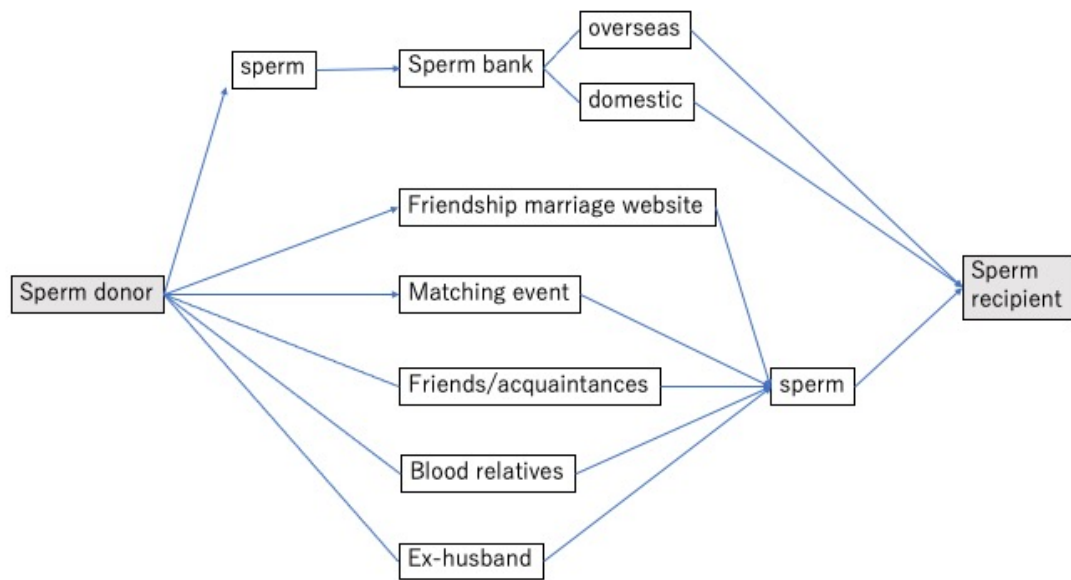 overseas
sperm
Sperm bank
domestic
Friendship marriage website
Sperm donor
Matching event
Sperm
recipient
Friends/acquaintances
sperm
Blood relatives
Ex-husband